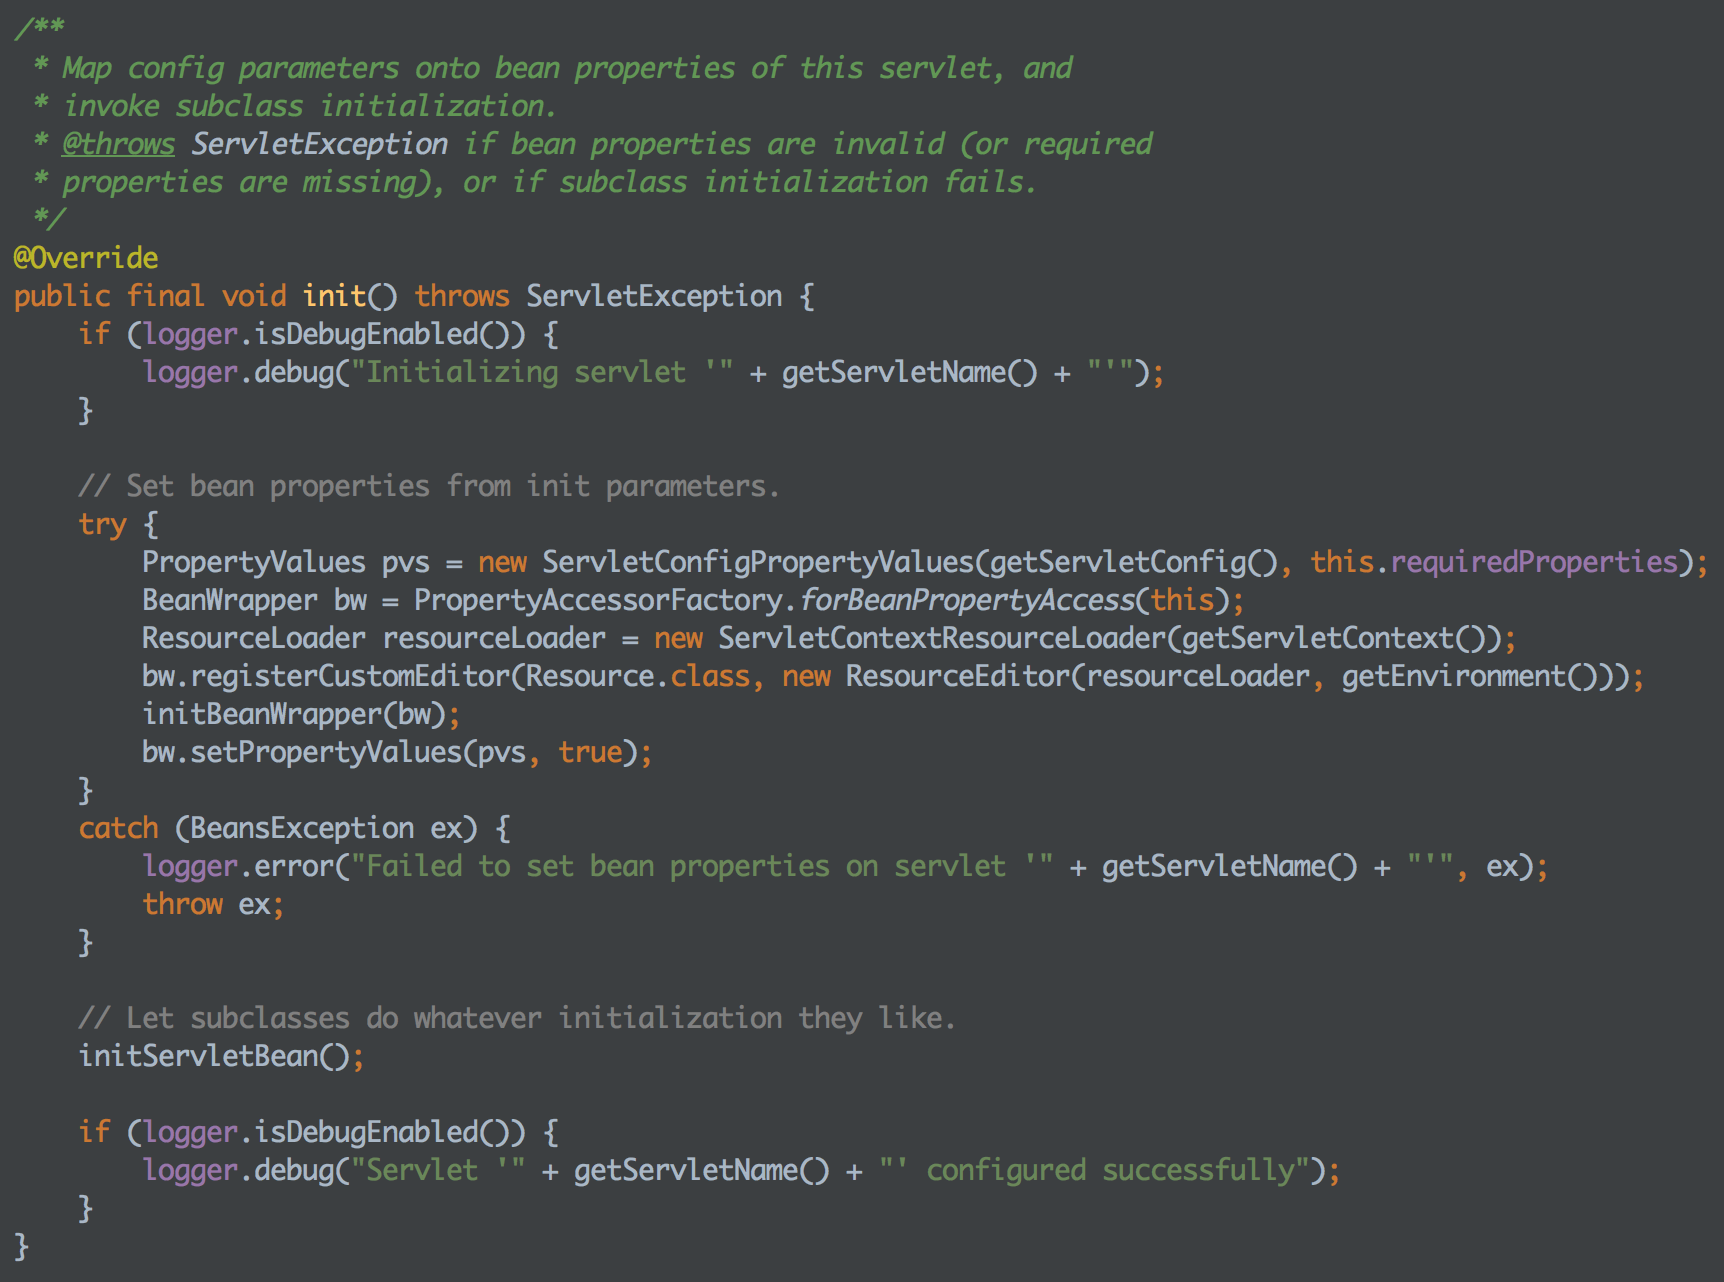 /**
 * Map config parameters onto bean properties of this servlet, and
 * invoke subclass initialization.
 * @throws ServletException if bean properties are invalid (or required
 * properties are missing), or if subclass initialization fails.
 */
@Override
public final void init() throws ServletException {
    if (logger.isDebugEnabled()) {
        logger.debug("Initializing servlet '" + getServletName() + "'");
    }

    // Set bean properties from init parameters.
    try {
        PropertyValues pvs = new ServletConfigPropertyValues(getServletConfig(), this.requiredProperties);
        BeanWrapper bw = PropertyAccessorFactory.forBeanPropertyAccess(this);
        ResourceLoader resourceLoader = new ServletContextResourceLoader(getServletContext());
        bw.registerCustomEditor(Resource.class, new ResourceEditor(resourceLoader, getEnvironment()));
        initBeanWrapper(bw);
        bw.setPropertyValues(pvs, true);
    }
    catch (BeansException ex) {
        logger.error("Failed to set bean properties on servlet '" + getServletName() + "'", ex);
        throw ex;
    }

    // Let subclasses do whatever initialization they like.
    initServletBean();

    if (logger.isDebugEnabled()) {
        logger.debug("Servlet '" + getServletName() + "' configured successfully");
    }
}